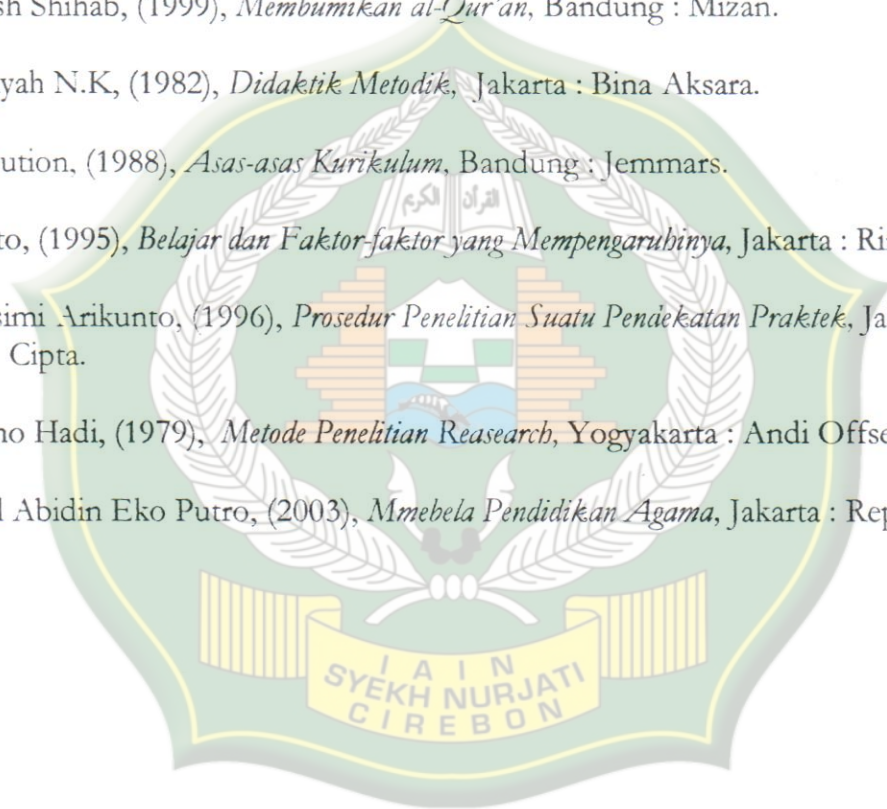 sh Shihab, (1999), Membumikan al-Qur'an, Bandung : Mizan.
yah N.K, (1982), Didaktik Metodik, Jakarta : Bina Aksara.
ution, (1988), Asas-asas Kurikulum, Bandung : Jemmars.
القرآن الكريم
to, (1995), Belajar dan Faktor-faktor yang Mempengaruhinya, Jakarta : Ri
simi Arikunto, (1996), Prosedur Penelitian Suatu Pendekatan Praktek, Ja
Cipta.
no Hadi, (1979), Metode Penelitian Reasearch, Yogyakarta : Andi Offse
l Abidin Eko Putro, (2003), Mmebela Pendidikan Agama, Jakarta : Rep
IAIN
SYEKH NURJATI
CIREBON